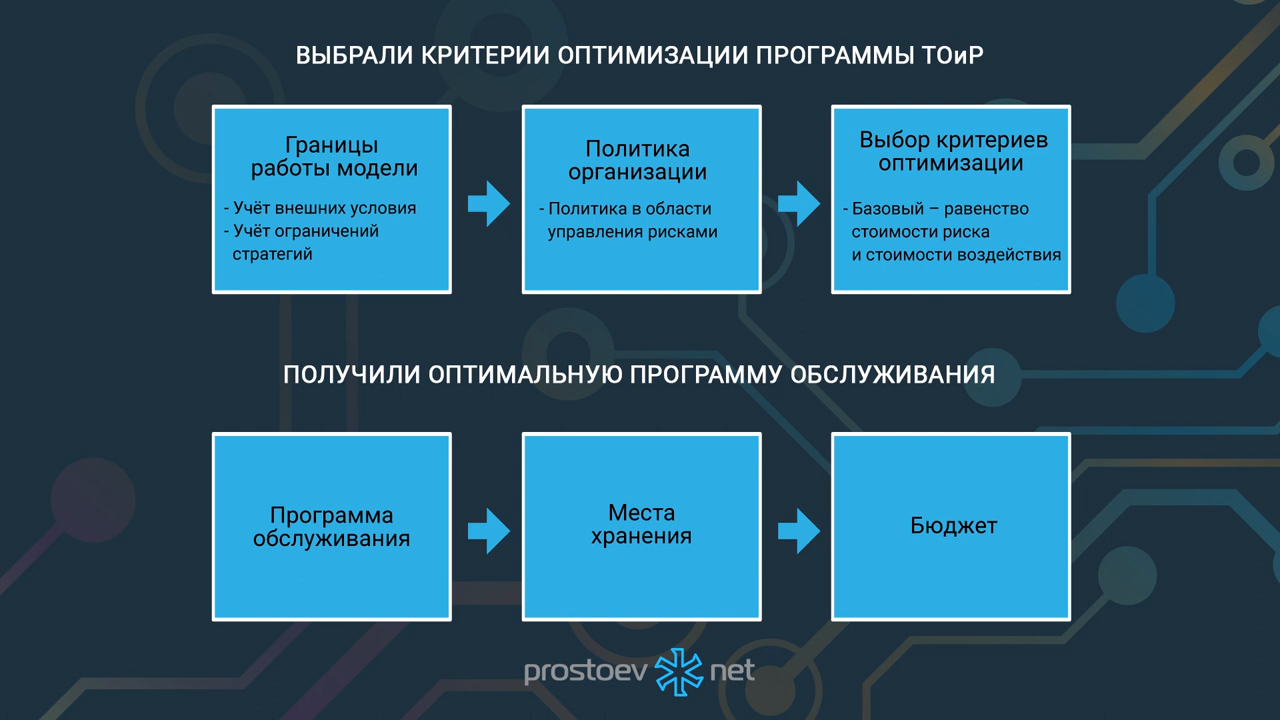 ВЫБРАЛИ КРИТЕРИИ ОПТИМИЗАЦИИ ПРОГРАММЫ ТОиР
Границы
работы модели
- Учёт внешних условия
- Учёт ограничений
стратегий
Политика
организации
- Политика в области
управления рисками
Выбор критериев
оптимизации
- Базовый – равенство
стоимости риска
и стоимости воздействия
ПОЛУЧИЛИ ОПТИМАЛЬНУЮ ПРОГРАММУ ОБСЛУЖИВАНИЯ
Программа
обслуживания
Места
хранения
Бюджет
prostoev net